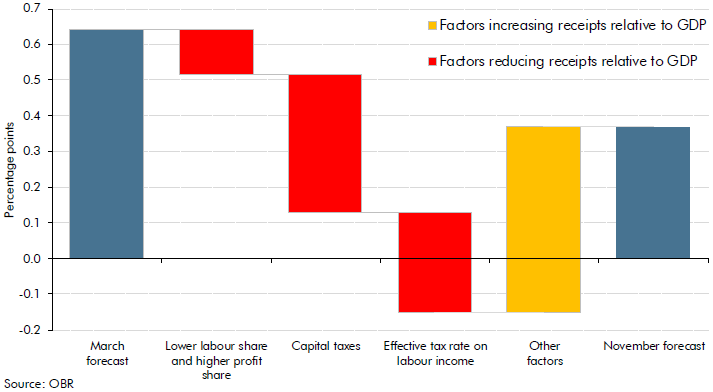 0.7
Factors increasing receipts relative to GDP
0.6
Factors reducing receipts relative to GDP
0.5
0.4
0.3
0.2
0.1
0.0
-0.1
-0.2
Percentage points
March
forecast
Lower labour share
and higher profit
share
Capital taxes
Effective tax rate on
labour income
Other
factors
November forecast
Source: OBR